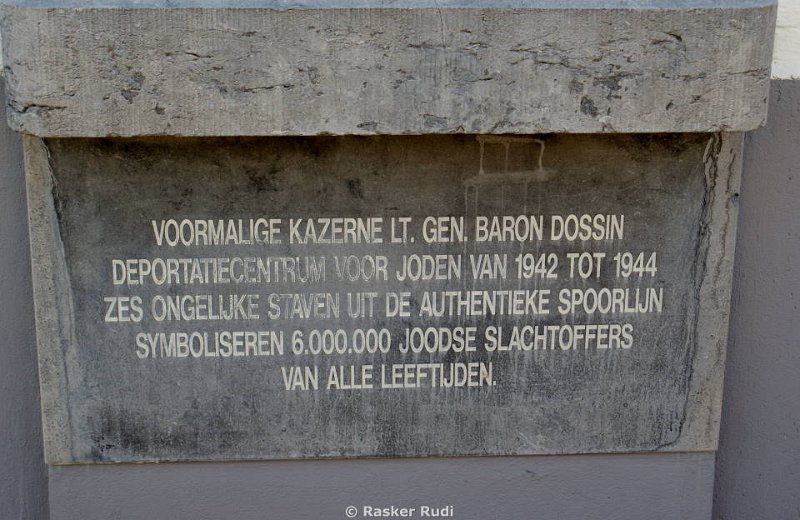 VOORMALIGE KAZERNE LT. GEN. BARON DOSSIN
DEPORTATIECENTRUM VOOR JODEN VAN 1942 TOT 1944
ZES ONGELIJKE STAVEN UIT DE AUTHENTIEKE SPOORLIJN
SYMBOLISEREN 6.000.000 JOODSE SLACHTOFFERS
VAN ALLE LEEFTIJDEN.
© Rasker Rudi